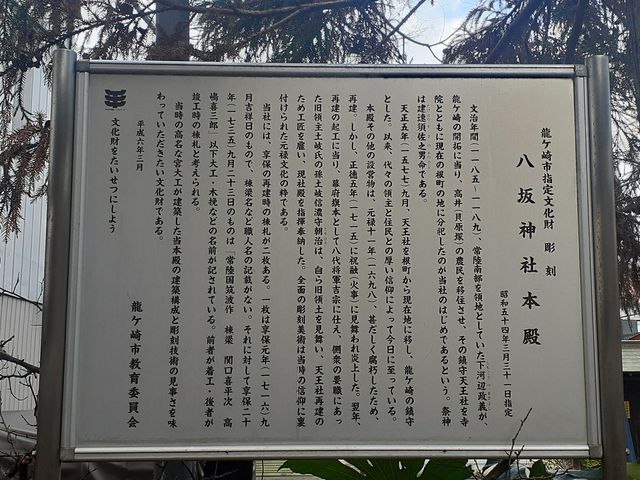 龍ケ崎市指定文化財　彫刻
八坂神社本殿
昭和五十四年三月三十一日指定
文治年間（一一八五‐一一八九）、常陸南部を領地としていた下河辺政義が、
龍ケ崎の開拓に当り、高井（貝原塚）の農民を移住させ、その鎮守天王社を寺
院とともに現在の根町の地に分祀したのが当社のはじめであるという。祭神
は建速須佐之男命である。
天正五年（一五七七）九月、天王社を根町から現在地に移し、龍ケ崎の鎮守
とした。以来、代々の領主と住民との厚い信仰によって今日に至っている。
本殿その他の設営物は、元禄十一年（一六九八）、甚だしく腐朽したため、
再建。しかし、正徳五年（一七一五）に祝融（火事）に見舞われ炎上した。翌年、
再建の起工に当り、幕府旗本として八代将軍吉宗に仕え、側衆の要職にあっ
た旧領主土岐氏の孫土岐信濃守朝治は、自ら旧領土を見舞い、天王社再建の
ため工匠を雇い、現社殿を指揮奉納した。全面の彫刻美術は当時の信仰に裏
付けられた元禄文化の粋である。
当社には、享保の再建時の棟札が二枚ある。一枚は享保元年（一七一六）九
月吉祥日のもので、棟梁名など職人名の記載がない。それに対して享保二十
年（一七三五）九月二十三日のものは「常陸国筑波作　棟梁　関口喜平次　高
嶋喜三郎」以下大工・木挽などの名前が記されている。前者が着工・後者が
竣工時の棟札と考えられる。
当時の高名な宮大工が建築した当本殿の建築構成と彫刻技術の見事さを味
わっていただきたい文化財である。
平成六年三月
龍ケ崎市教育委員会
文化財をたいせつにしよう